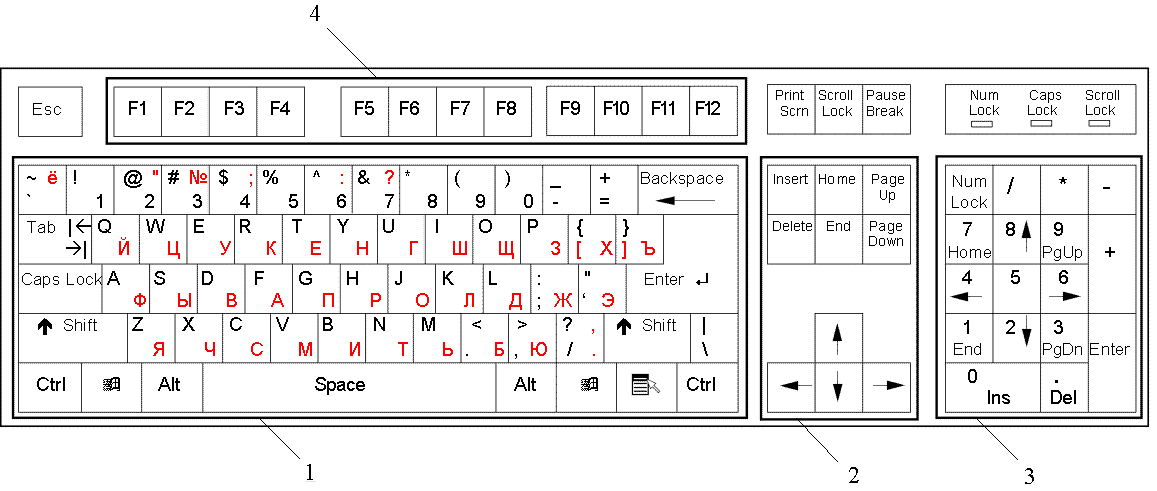 4
Esc F1 F2 F3 F4 F5 F6 F7 F8 F9 F10 F11 F12 Print Scrn Scroll Lock Pause Break Num Lock Caps Lock Scroll Lock
~ ё ` ! 1 @ " 2 # № 3 $ ; 4 % 5 ^ : 6 & ? 7 * 8 ( 9 ) 0 _ - + = Backspace Insert Home Page Up Num Lock / * -
Tab Q Й W Ц E У R К T Е Y Н U Г I Ш O Щ P З { [ Х } ] Ъ Delete End Page Down 7 Home 8 9 PgUp +
Caps Lock A Ф S Ы D В F А G П H Р J О K Л L Д : ; Ж " ‘ Э Enter 4 5 6
Shift Z Я X Ч C С V М B И N Т M Ь < . Б > , Ю ? , / . Shift | \ 1 End 2 3 PgDn Enter
Ctrl Alt Space Alt Ctrl 0 Ins . Del
1 2 3